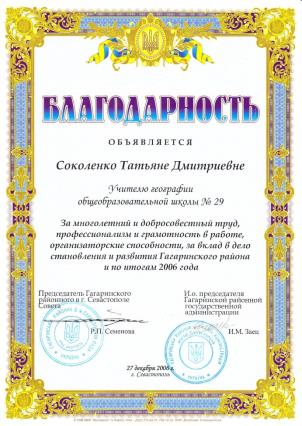 БЛАГОДАРНОСТЬ
ОБЪЯВЛЯЕТСЯ
Соколенко Татьяне Дмитриевне
Учителю географии
общеобразовательной школы № 29
За многолетний и добросовестный труд,
профессионализм и грамотность в работе,
организаторские способности, за вклад в дело
становления и развития Гагаринского района
и по итогам 2006 года
Председатель Гагаринского
районного в г. Севастополе
Совета
Р.П. Семенова
И.о. председателя
Гагаринской районной
государственной
администрации
И.М. Заец
27 декабря 2006 г.
г. Севастополь